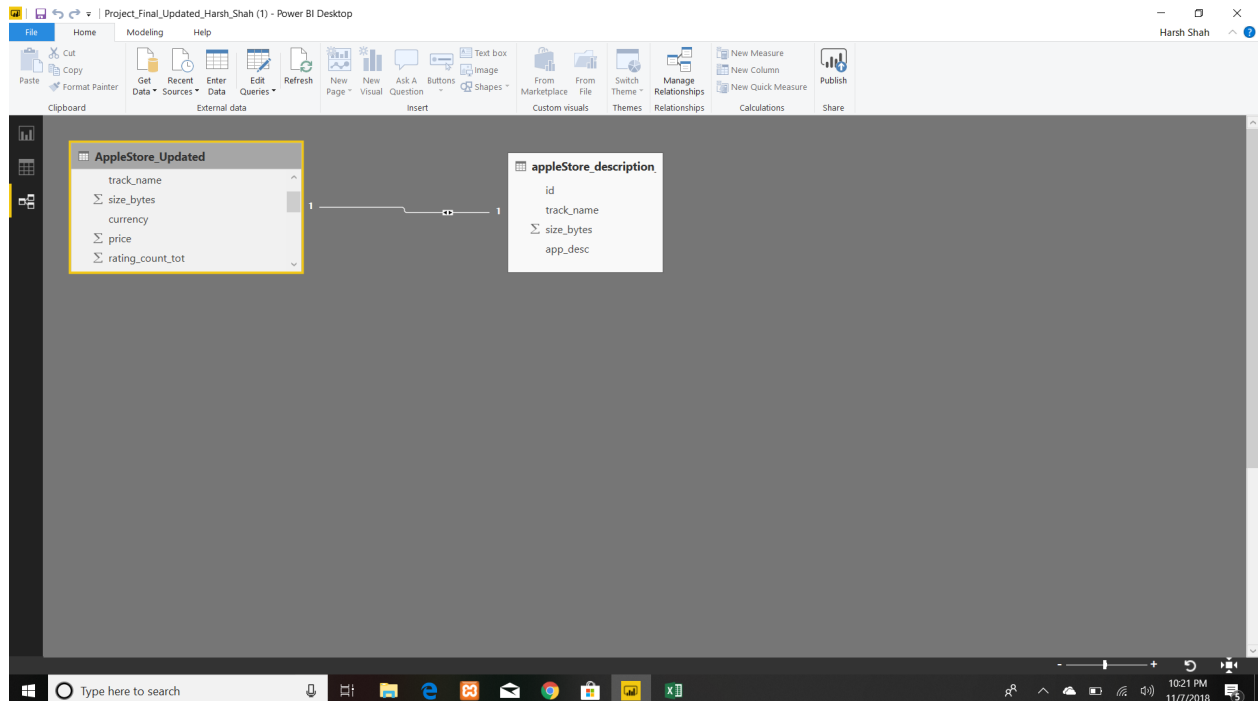 Project_Final_Updated_Harsh_Shah (1) - Power BI Desktop
File Home Modeling Help Harsh Shah
Paste
Cut
Copy
Format Painter
Clipboard
Get Data
Recent Sources
Enter Data
Edit Queries
Refresh
External data
New Page
New Visual
Ask A Question
Buttons
Text box
Image
Shapes
Insert
From Marketplace
From File
Custom visuals
Switch Theme
Themes
Manage Relationships
Relationships
New Measure
New Column
New Quick Measure
Calculations
Publish
Share
AppleStore_Updated
track_name
Σ size_bytes
currency
Σ price
Σ rating_count_tot
1
1
appleStore_description_
id
track_name
Σ size_bytes
app_desc
- +
Type here to search
10:21 PM
11/7/2018
5